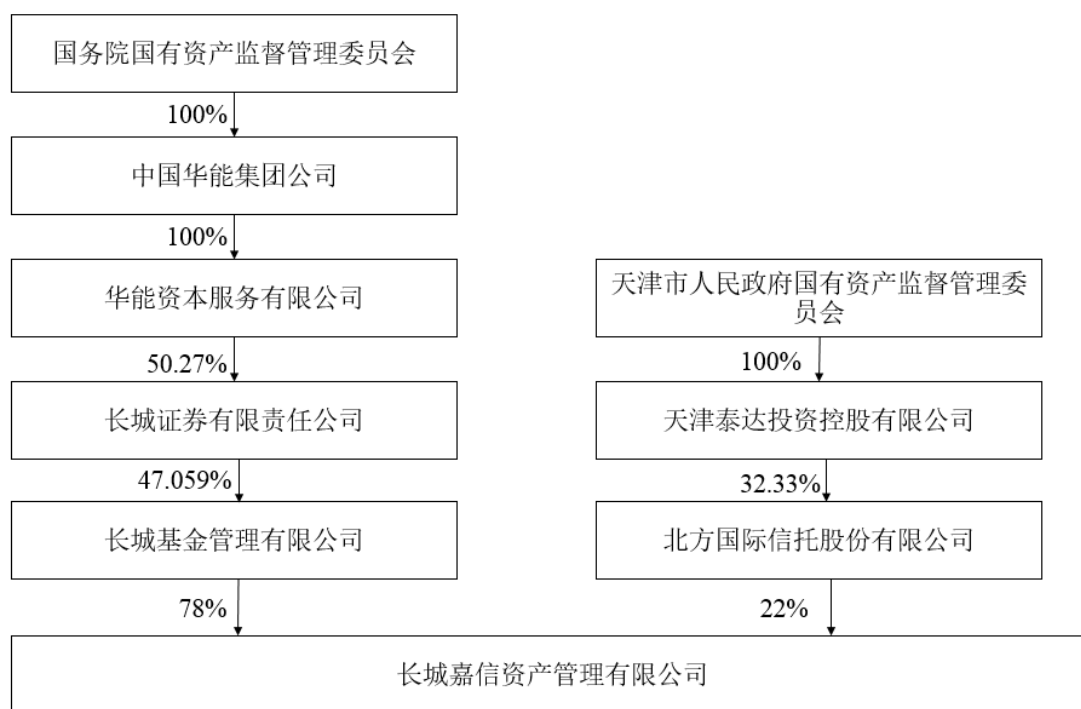 国务院国有资产监督管理委员会
100%
中国华能集团公司
100%
华能资本服务有限公司
天津市人民政府国有资产监督管理委
员会
50.27%
100%
长城证券有限责任公司
天津泰达投资控股有限公司
47.059%
32.33%
长城基金管理有限公司
北方国际信托股份有限公司
78%
22%
长城嘉信资产管理有限公司